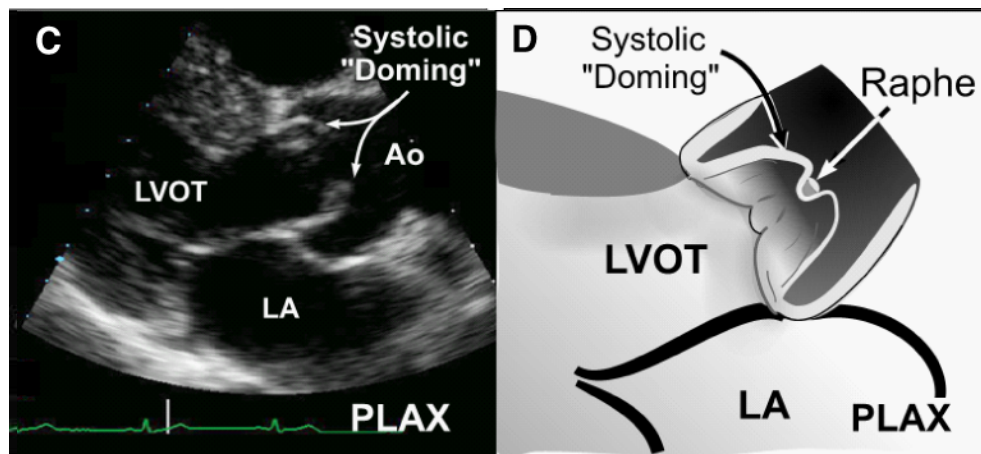 C
Systolic
"Doming"
Ao
LVOT
LA
PLAX
D
Systolic
"Doming"
Raphe
LVOT
LA
PLAX